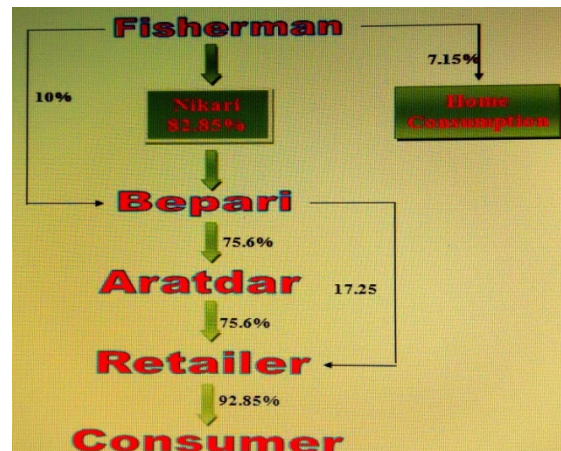 Fisherman
7.15%
10%
Nikari
82.85%
Home
Consumption
Bepari
75.6%
Aratdar
17.25
75.6%
Retailer
92.85%
Consumer